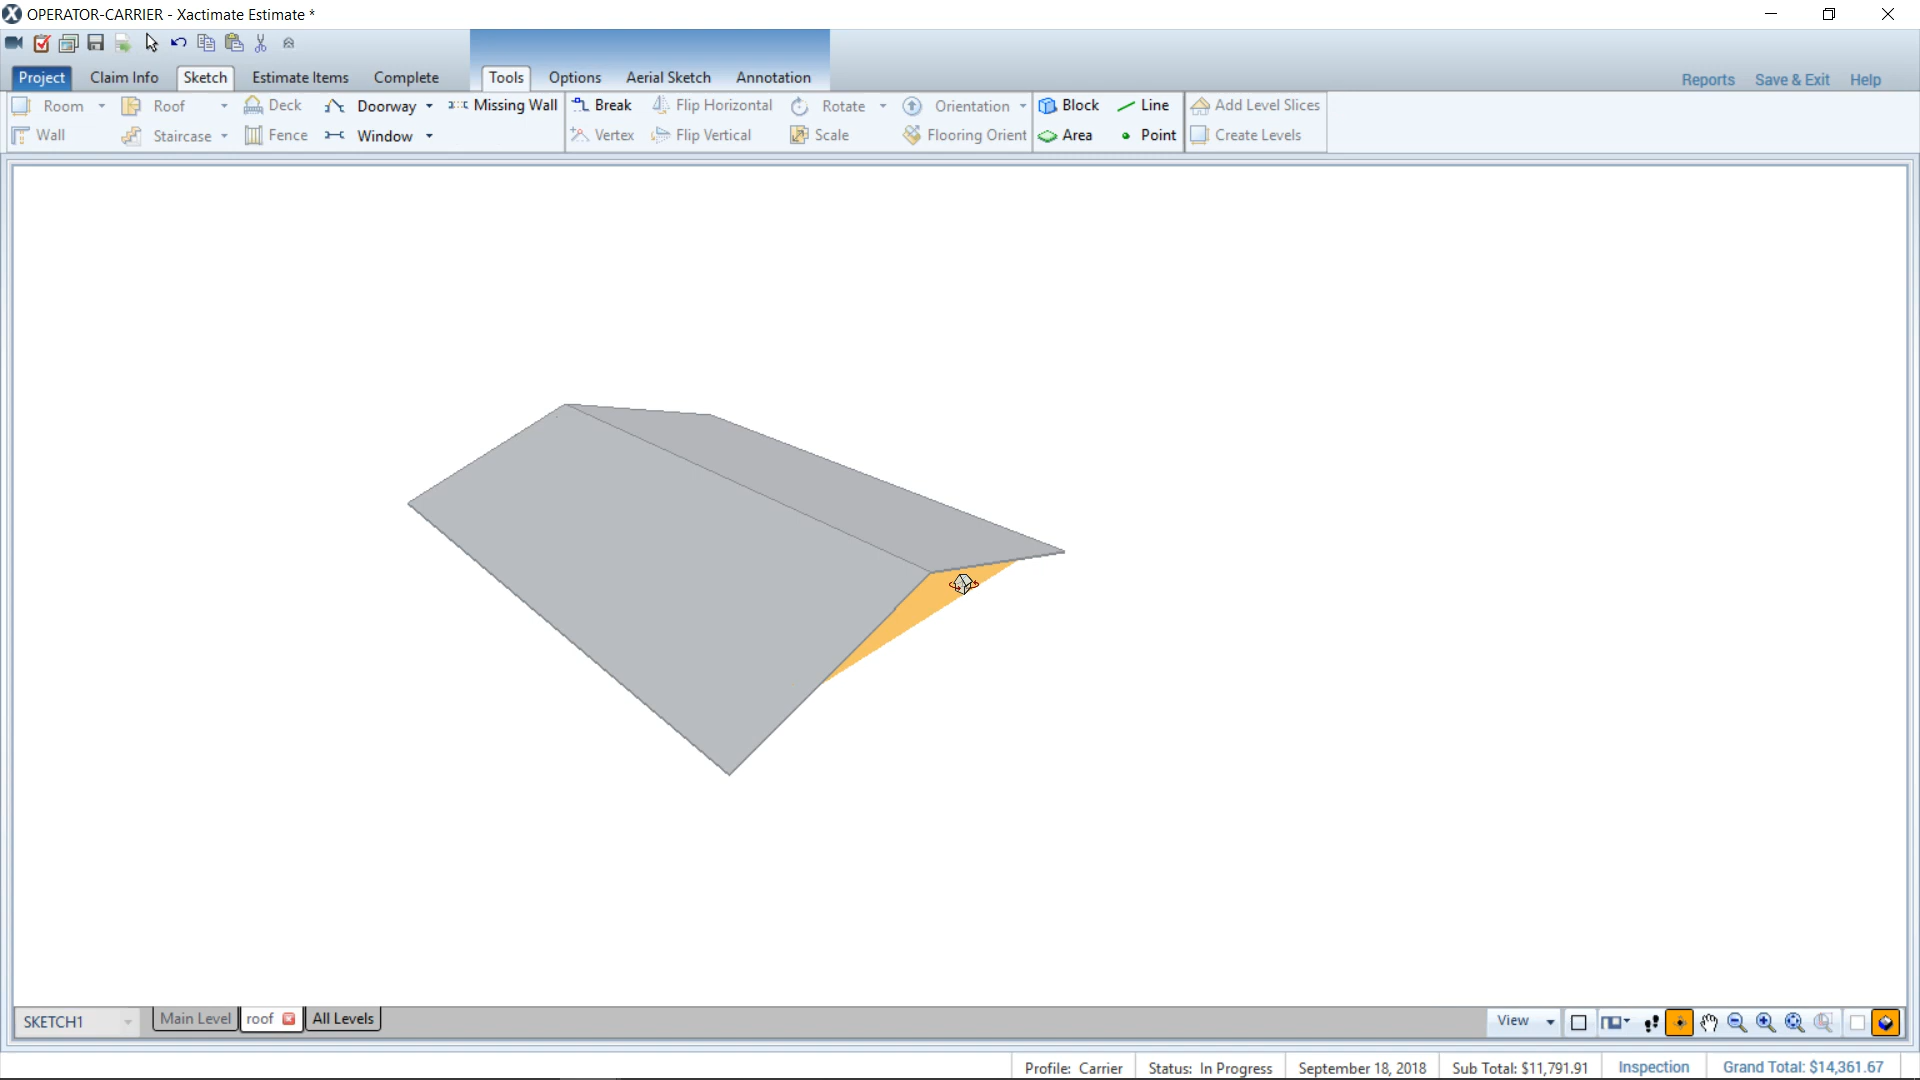 OPERATOR-CARRIER - Xactimate Estimate *
Project Claim Info Sketch Estimate Items Complete Tools Options Aerial Sketch Annotation Reports Save & Exit Help
Room Roof Deck Doorway Missing Wall Break Flip Horizontal Rotate Orientation Block Line Add Level Slices
Wall Staircase Fence Window Vertex Flip Vertical Scale Flooring Orient Area Point Create Levels
SKETCH1 Main Level roof All Levels View
Profile: Carrier Status: In Progress September 18, 2018 Sub Total: $11,791.91 Inspection Grand Total: $14,361.67